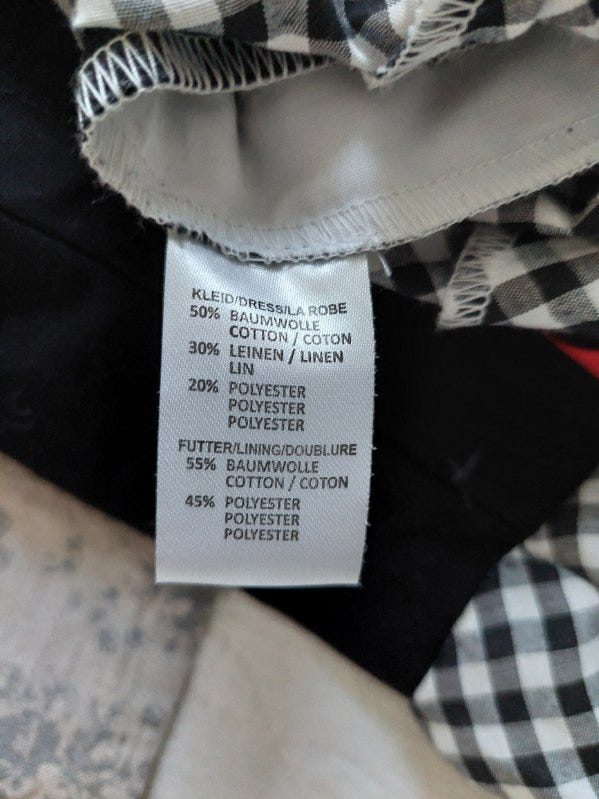 KLEID/DRESS/LA ROBE
50% BAUMWOLLE
COTTON / COTON
30% LEINEN / LINEN
LIN
20% POLYESTER
POLYESTER
POLYESTER
FUTTER/LINING/DOUBLURE
55% BAUMWOLLE
COTTON / COTON
45% POLYESTER
POLYESTER
POLYESTER